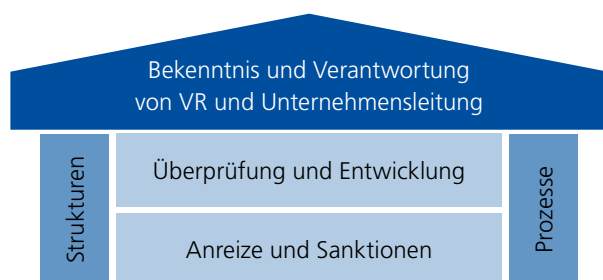 Bekenntnis und Verantwortung
von VR und Unternehmensleitung
Strukturen
Überprüfung und Entwicklung
Anreize und Sanktionen
Prozesse